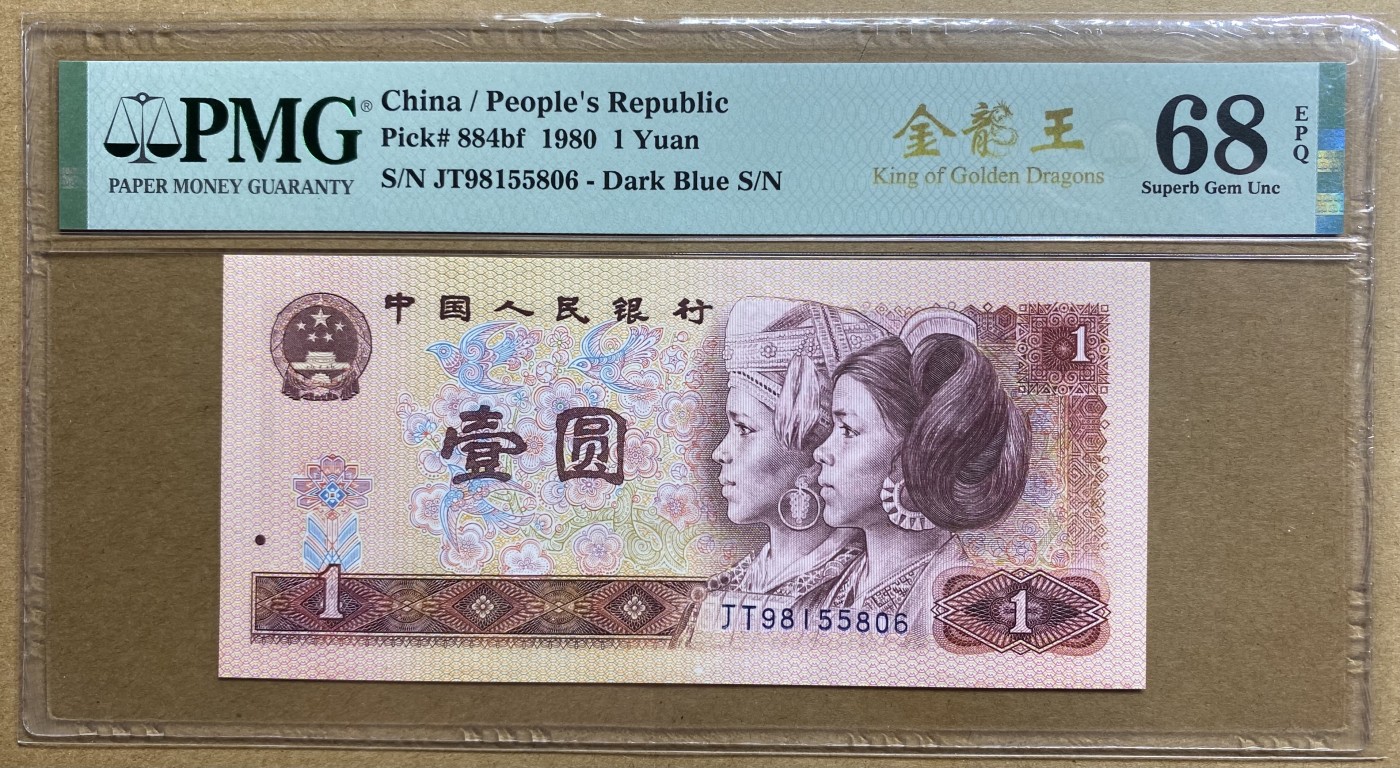 PMG®
PAPER MONEY GUARANTY
China / People's Republic
Pick# 884bf 1980 1 Yuan
S/N JT98155806 - Dark Blue S/N
金龍王
King of Golden Dragons
68
EPQ
Superb Gem Unc
中国人民银行
1
壹圆
1
JT98155806
1